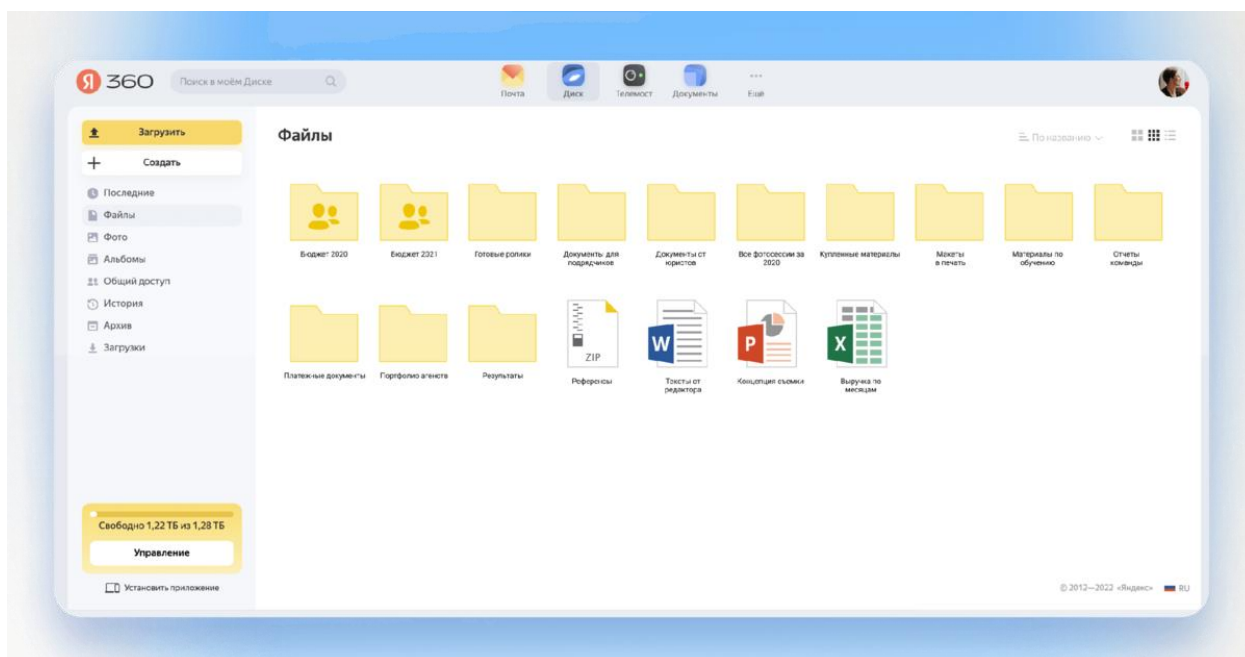 Я 360
Поиск в моём Диске
Почта
Диск
Телемост
Документы
Ещё
Загрузить
Создать
Последние
Файлы
Фото
Альбомы
Общий доступ
История
Архив
Загрузки
Свободно 1,22 ТБ из 1,28 ТБ
Управление
Установить приложение
Файлы
По названию
Бюджет 2020
Бюджет 2021
Готовые ролики
Документы для
подрядчиков
Документы от
юристов
Все фотосессии за
2020
Купленные материалы
Макеты
в печать
Материалы по
обучению
Отчеты
команды
Платежные документы
Портфолио агенств
Результаты
ZIP
Референсы
W
Тексты от
редактора
P
Концепция съемки
X
Выручка по
месяцам
© 2012—2022 «Яндекс»
RU